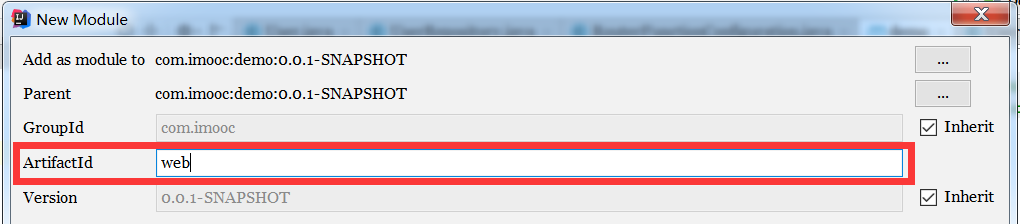 New Module
Add as module to com.imooc:demo:0.0.1-SNAPSHOT ...
Parent com.imooc:demo:0.0.1-SNAPSHOT ...
GroupId com.imooc Inherit
ArtifactId web
Version 0.0.1-SNAPSHOT Inherit